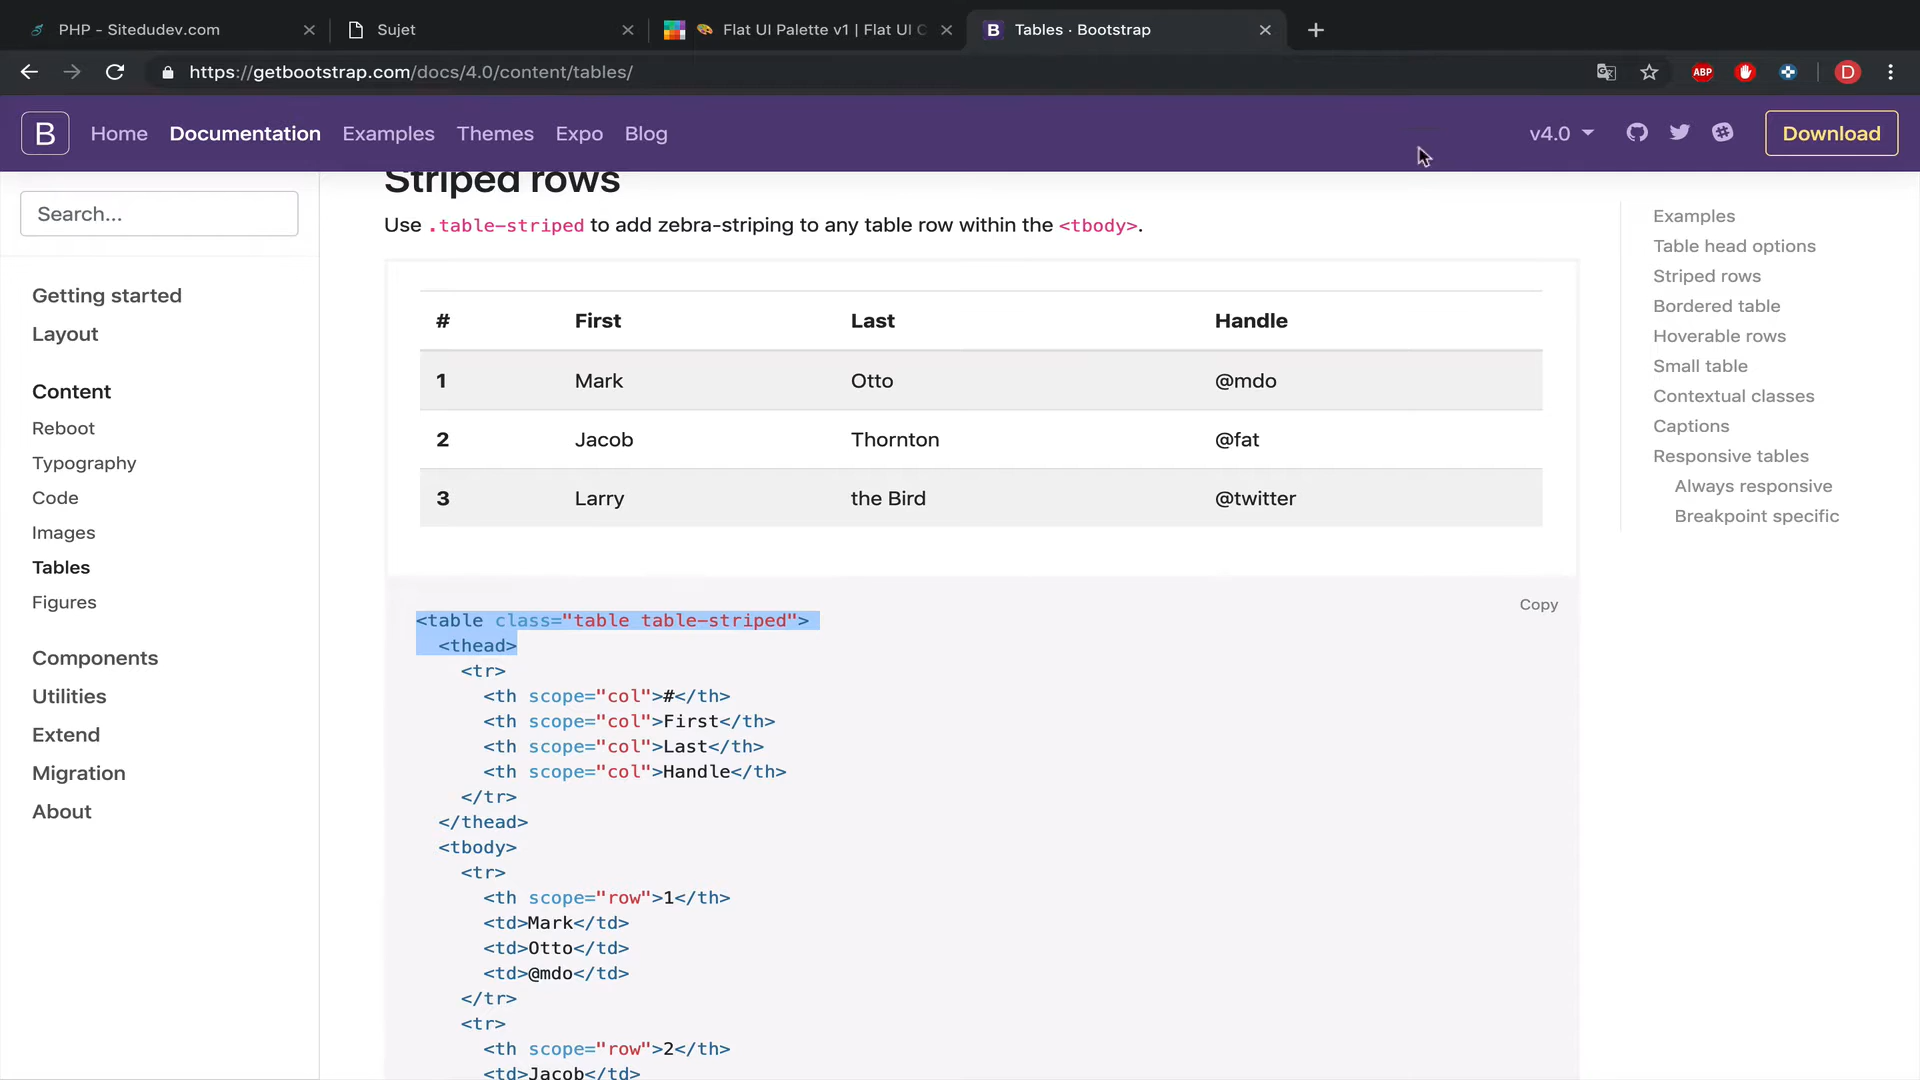 PHP - Sitedudev.com
Sujet
Flat UI Palette v1 | Flat UI C
B Tables · Bootstrap
https://getbootstrap.com/docs/4.0/content/tables/
ABP
D
B Home Documentation Examples Themes Expo Blog
v4.0
Download
Striped rows
Search...
Use .table-striped to add zebra-striping to any table row within the <tbody>.
Getting started
Layout
Content
Reboot
Typography
Code
Images
Tables
Figures
Components
Utilities
Extend
Migration
About
# First Last Handle
1 Mark Otto @mdo
2 Jacob Thornton @fat
3 Larry the Bird @twitter
Copy
<table class="table table-striped">
<thead>
<tr>
<th scope="col">#</th>
<th scope="col">First</th>
<th scope="col">Last</th>
<th scope="col">Handle</th>
</tr>
</thead>
<tbody>
<tr>
<th scope="row">1</th>
<td>Mark</td>
<td>Otto</td>
<td>@mdo</td>
</tr>
<tr>
<th scope="row">2</th>
<td>Jacob</td>
Examples
Table head options
Striped rows
Bordered table
Hoverable rows
Small table
Contextual classes
Captions
Responsive tables
Always responsive
Breakpoint specific